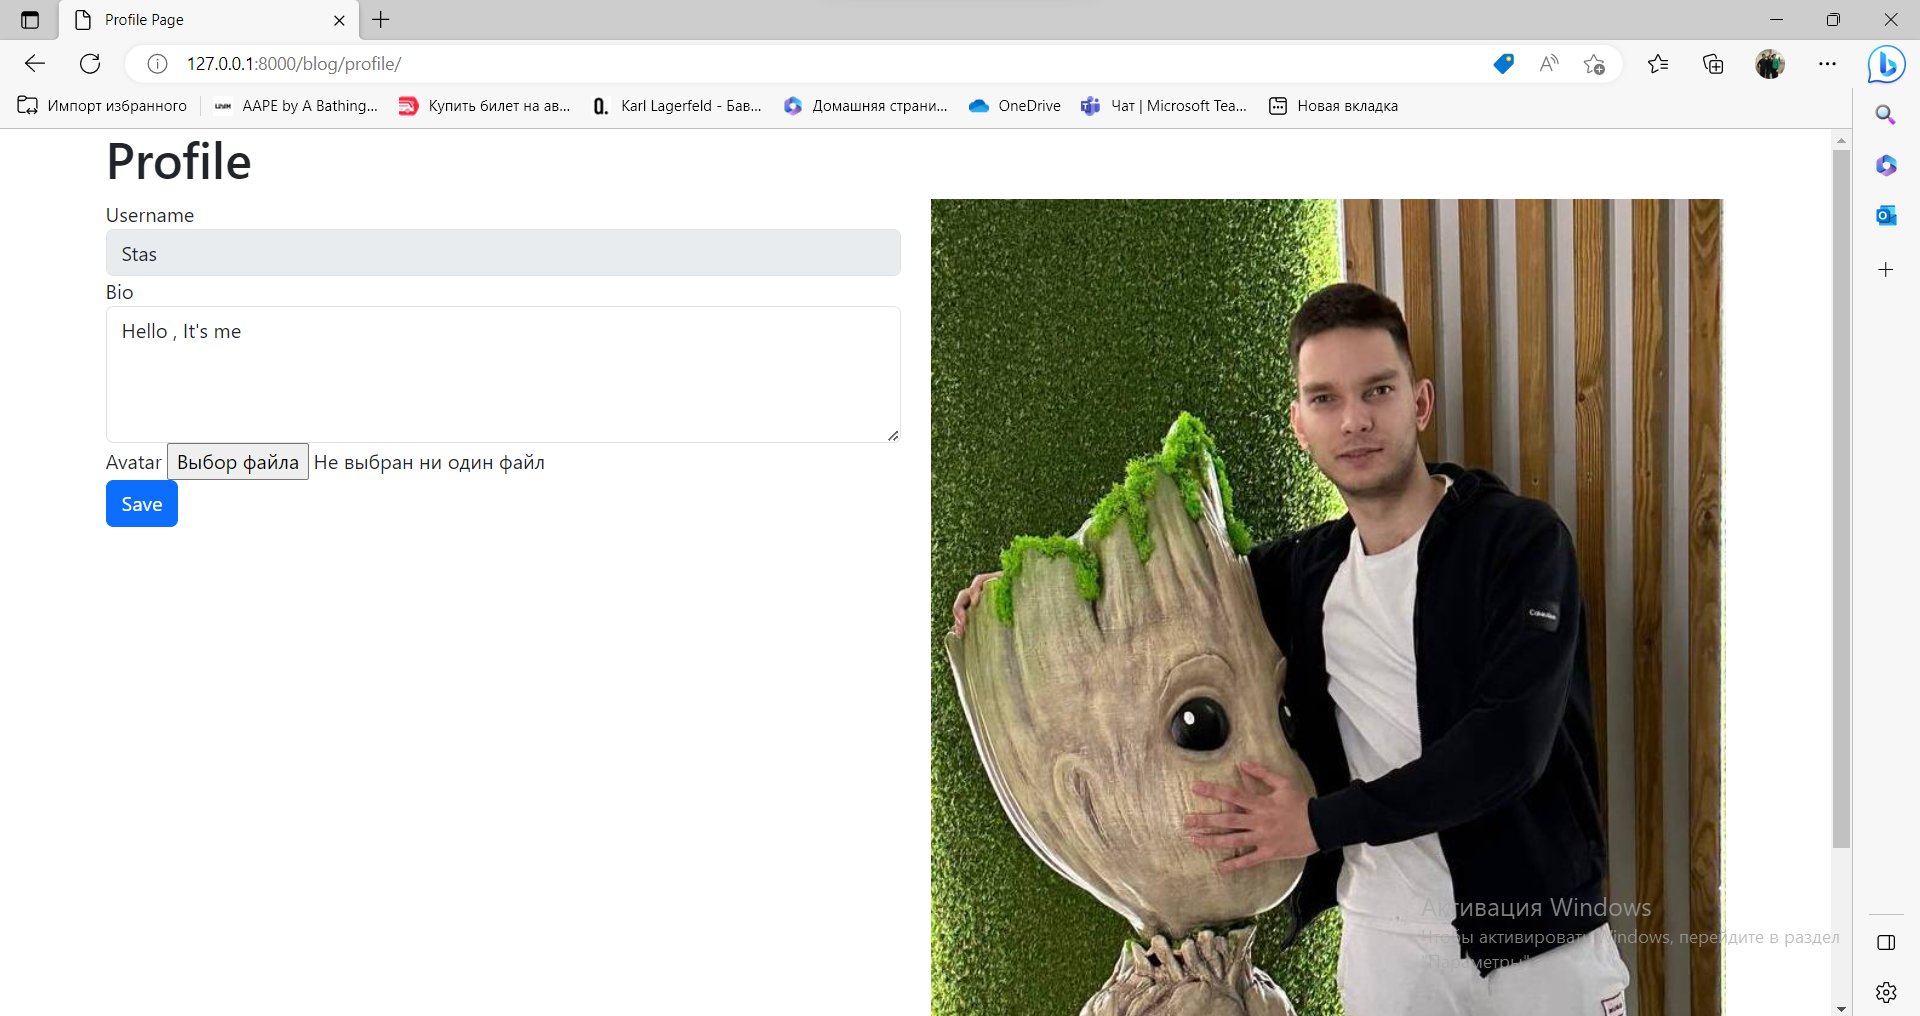 Profile Page
127.0.0.1:8000/blog/profile/
Импорт избранного
AAPE by A Bathing...
Купить билет на ав...
Karl Lagerfeld - Бав...
Домашняя страни...
OneDrive
Чат | Microsoft Tea...
Новая вкладка
Profile
Username
Stas
Bio
Hello , It's me
Avatar Выбор файла Не выбран ни один файл
Save
Активация Windows
Чтобы активировать Windows, перейдите в раздел
"Параметры".